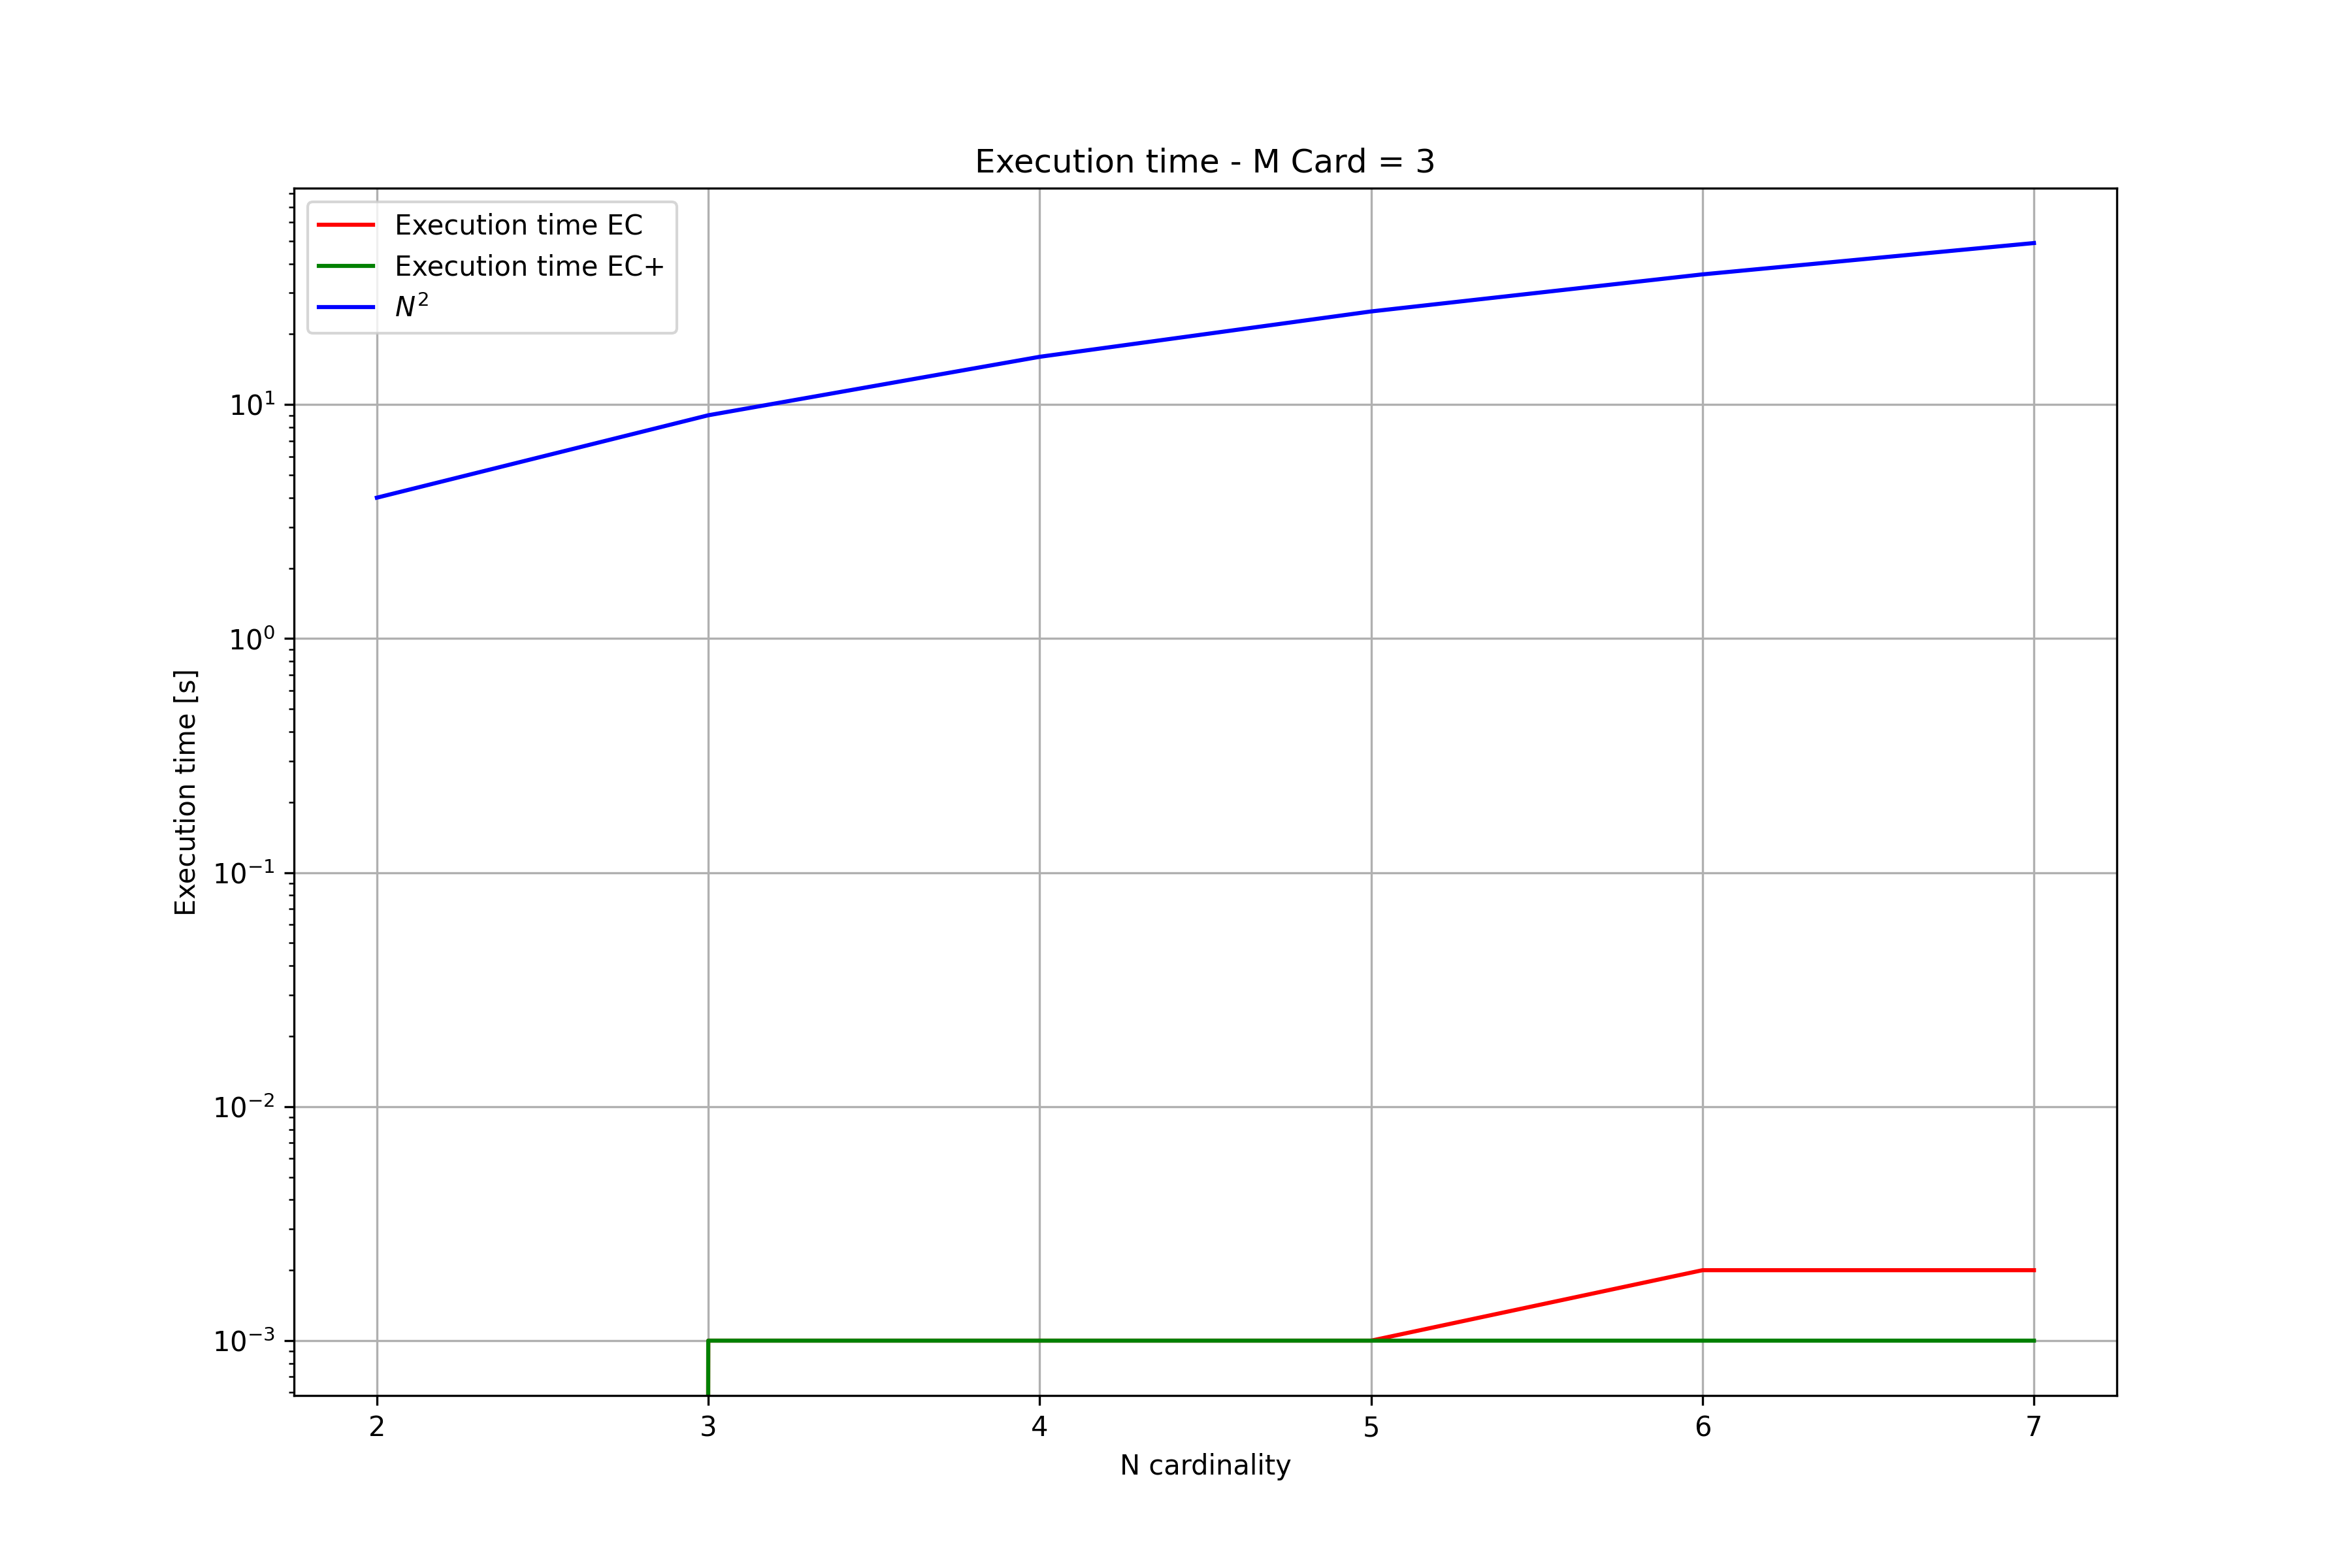 Execution time - M Card = 3
Execution time EC
Execution time EC+
N²
10¹
10⁰
10⁻¹
10⁻²
10⁻³
Execution time [s]
2 3 4 5 6 7
N cardinality